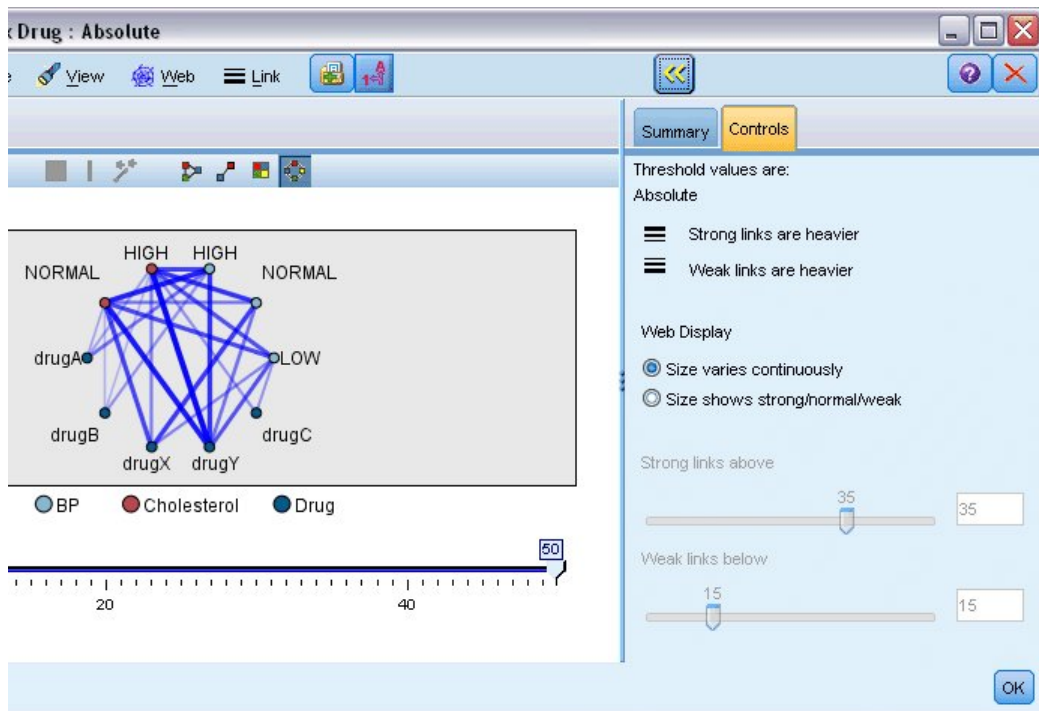 x Drug : Absolute
e View Web Link
Summary Controls
Threshold values are:
Absolute
Strong links are heavier
Weak links are heavier
Web Display
Size varies continuously
Size shows strong/normal/weak
Strong links above
35
35
Weak links below
15
15
OK
HIGH HIGH
NORMAL NORMAL
drugA LOW
drugB drugC
drugX drugY
BP Cholesterol Drug
50
20 40